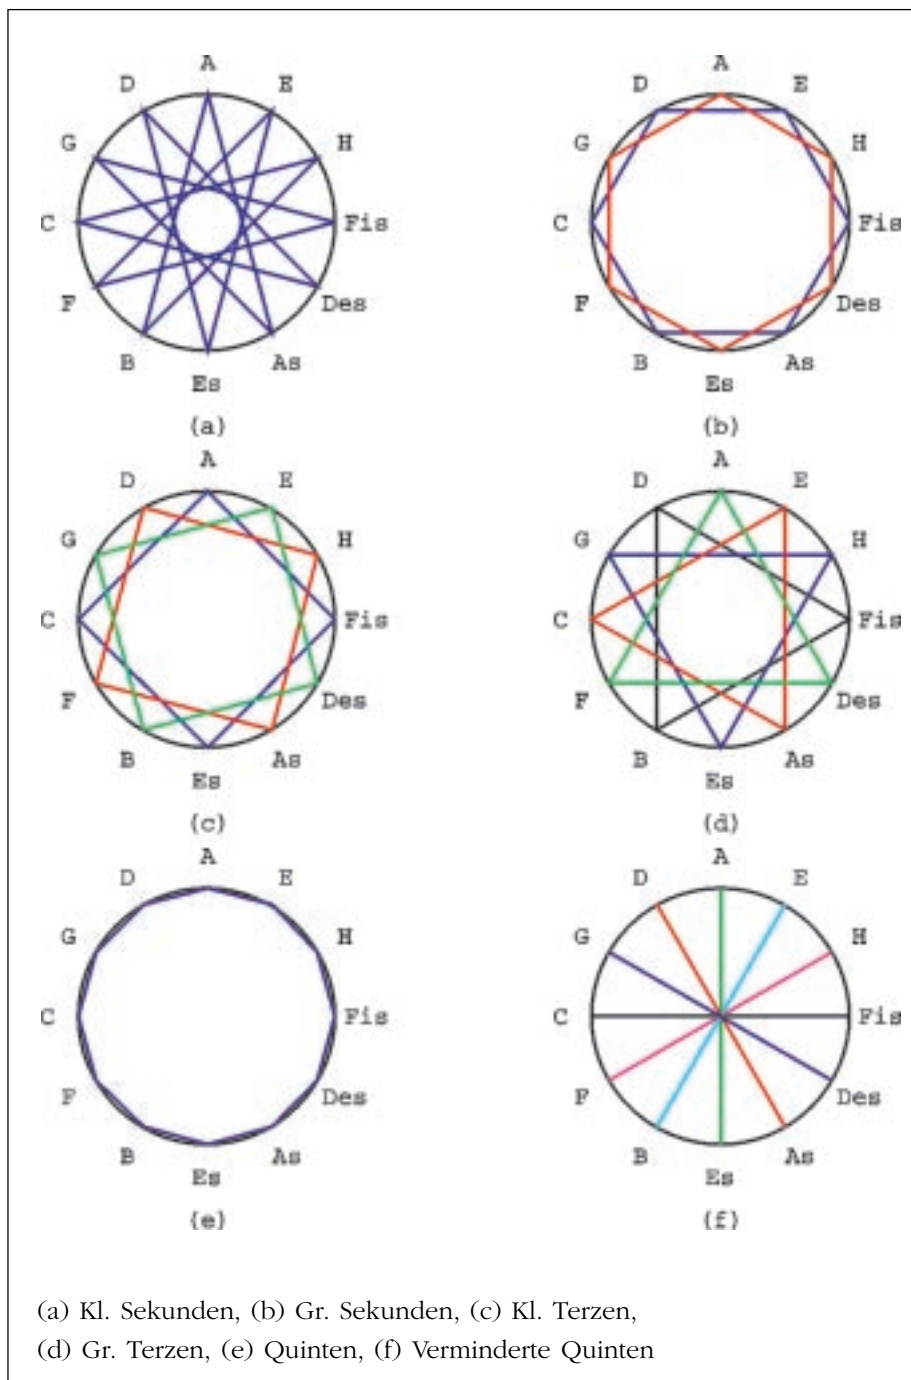 A A
D E D E
G H G H
C Fis C Fis
F Des F Des
B As B As
Es Es
(a) (b)
A A
D E D E
G H G H
C Fis C Fis
F Des F Des
B As B As
Es Es
(c) (d)
A A
D E D E
G H G H
C Fis C Fis
F Des F Des
B As B As
Es Es
(e) (f)
(a) Kl. Sekunden, (b) Gr. Sekunden, (c) Kl. Terzen,
(d) Gr. Terzen, (e) Quinten, (f) Verminderte Quinten